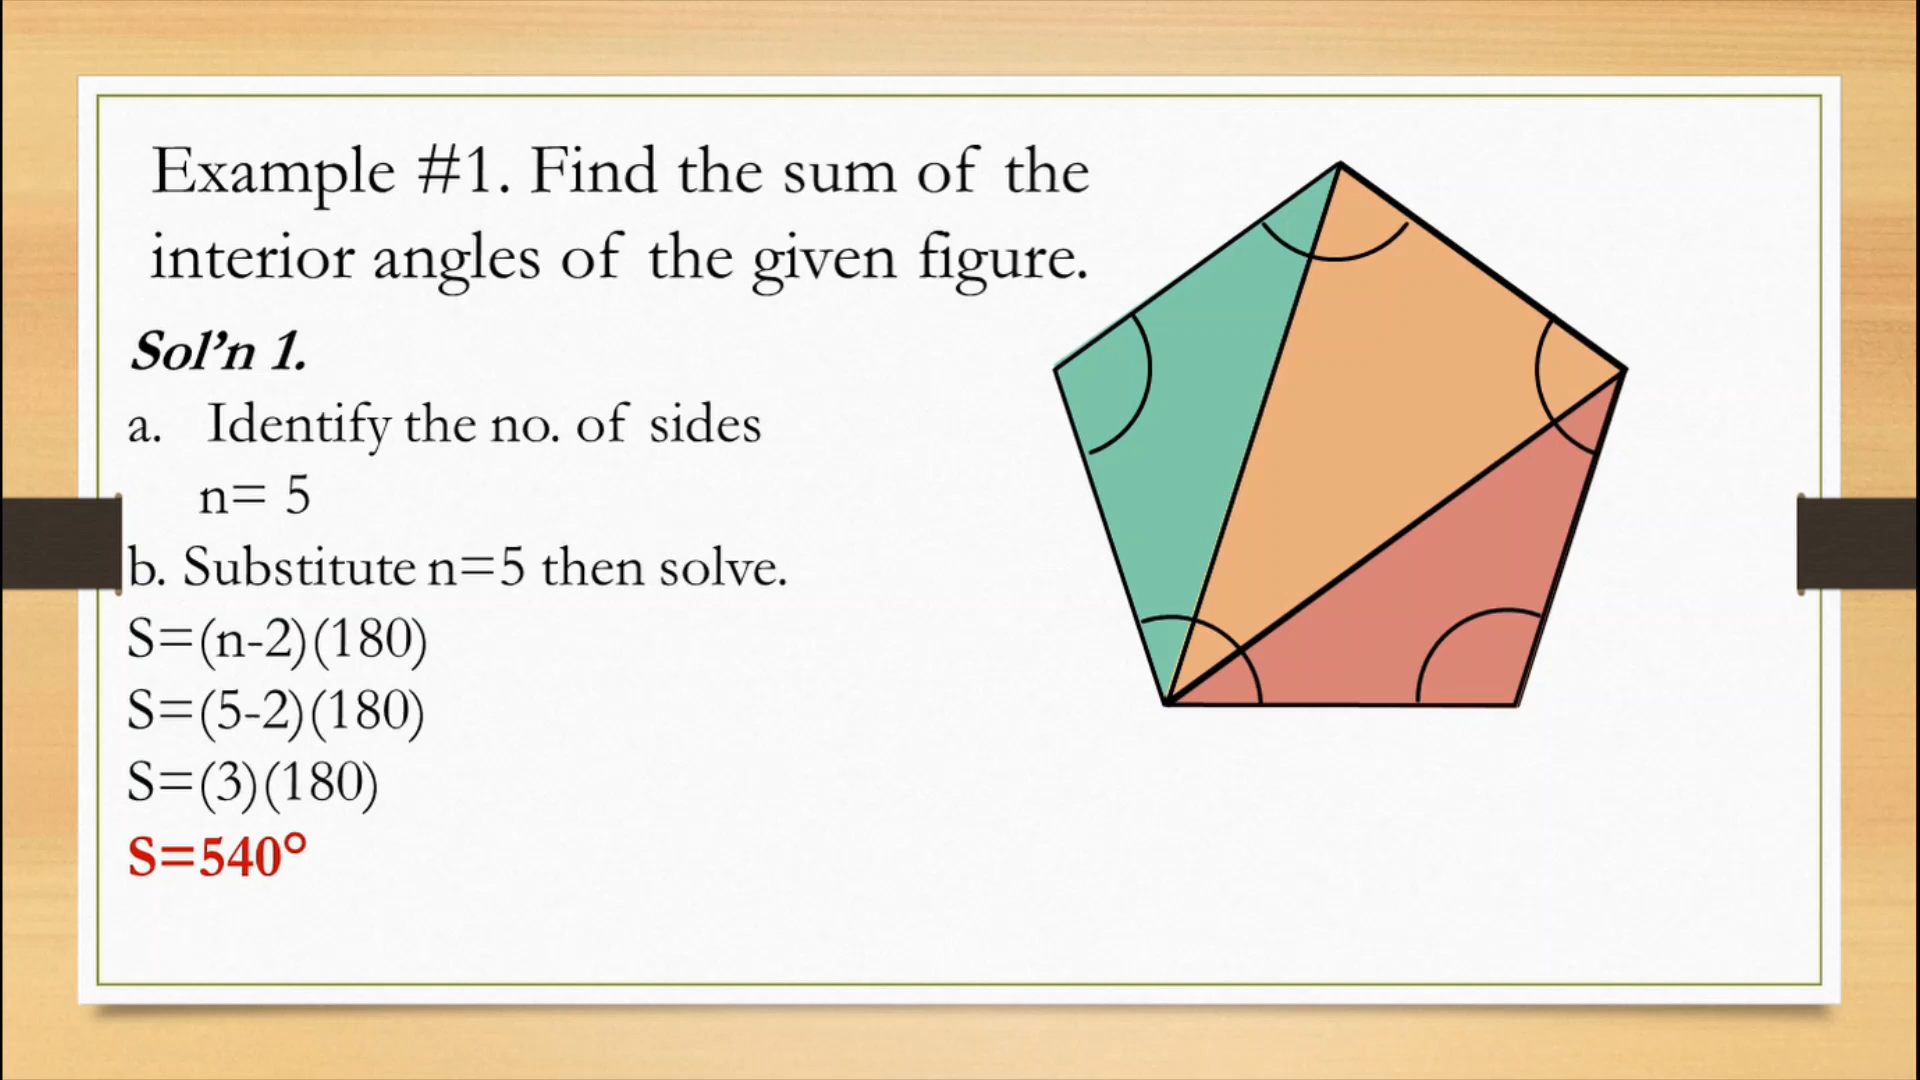 Example #1. Find the sum of the
interior angles of the given figure.
Sol’n 1.
a. Identify the no. of sides
n= 5
b. Substitute n=5 then solve.
S=(n-2)(180)
S=(5-2)(180)
S=(3)(180)
S=540°